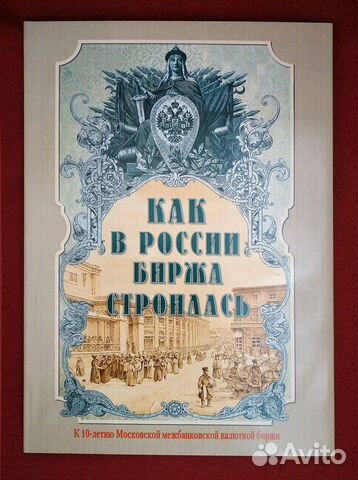 КАК
В РОССИИ
БИРЖА
СТРОИЛАСЬ
К 10-летию Московской межбанковской валютной биржи
Avito